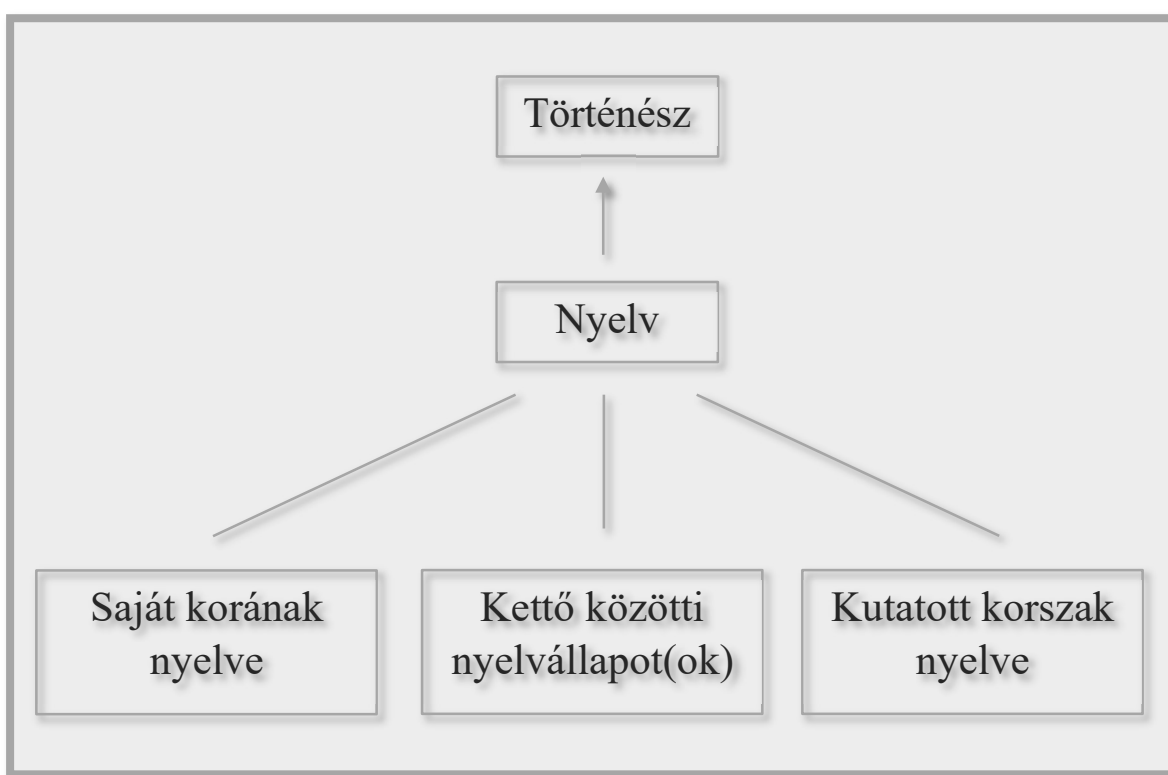 Történész
Nyelv
Saját korának
nyelve
Kettő közötti
nyelvállapot(ok)
Kutatott korszak
nyelve